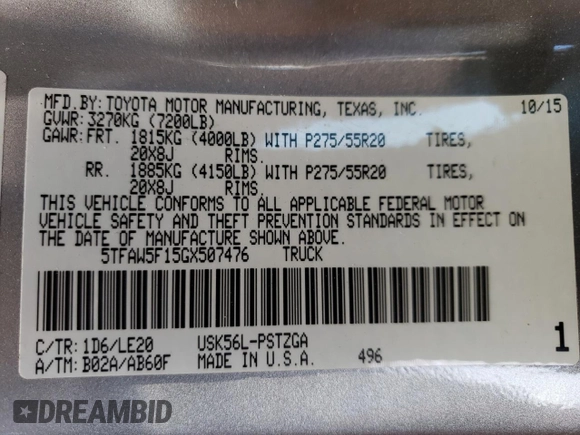 MFD.BY: TOYOTA MOTOR MANUFACTURING, TEXAS, INC. 10/15
GVWR: 3270KG (7200LB)
GAWR: FRT. 1815KG (4000LB) WITH P275/55R20 TIRES,
20X8J RIMS.
RR. 1885KG (4150LB) WITH P275/55R20 TIRES,
20X8J RIMS.
THIS VEHICLE CONFORMS TO ALL APPLICABLE FEDERAL MOTOR
VEHICLE SAFETY AND THEFT PREVENTION STANDARDS IN EFFECT ON
THE DATE OF MANUFACTURE SHOWN ABOVE.
5TFAW5F15GX507476 TRUCK
C/TR: 1D6/LE20 USK56L-PSTZGA 1
A/TM: B02A/AB60F MADE IN U.S.A. 496
DREAMBID